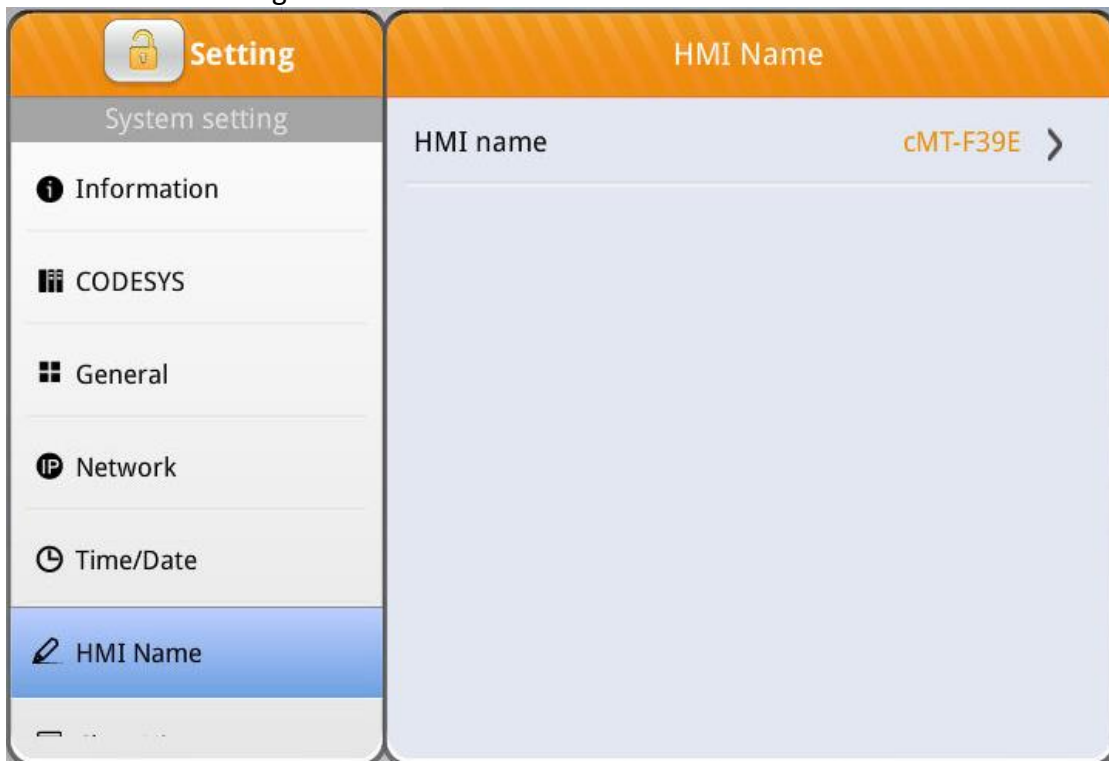 Setting
System setting
Information
CODESYS
General
Network
Time/Date
HMI Name
HMI Name
HMI name cMT-F39E